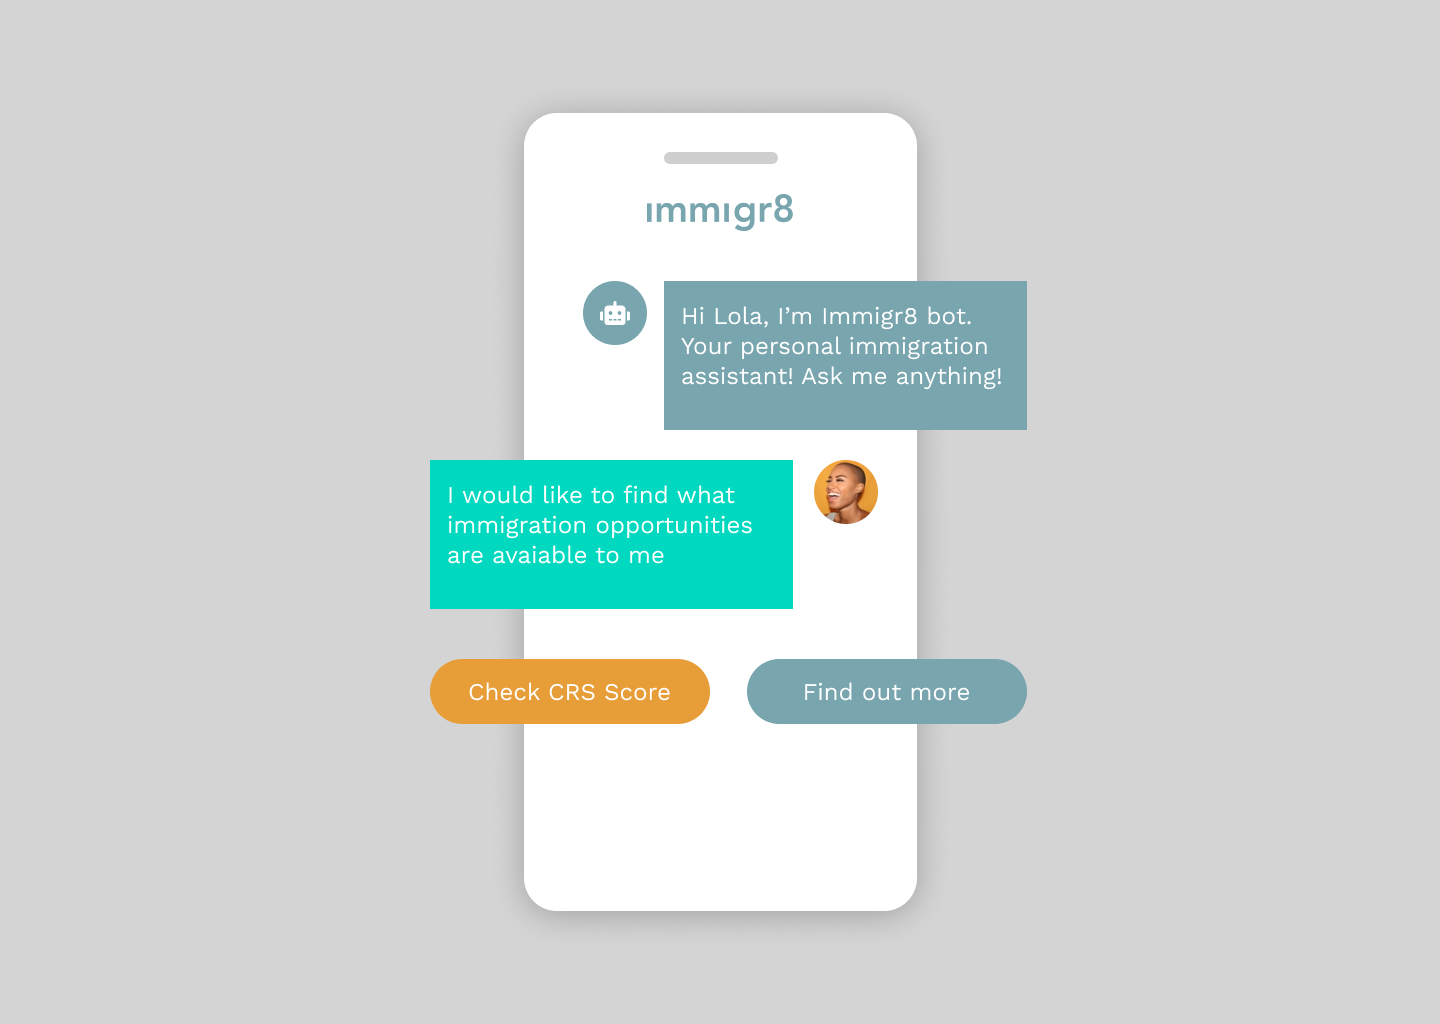 immigr8
Hi Lola, I’m Immigr8 bot.
Your personal immigration
assistant! Ask me anything!
I would like to find what
immigration opportunities
are avaiable to me
Check CRS Score
Find out more